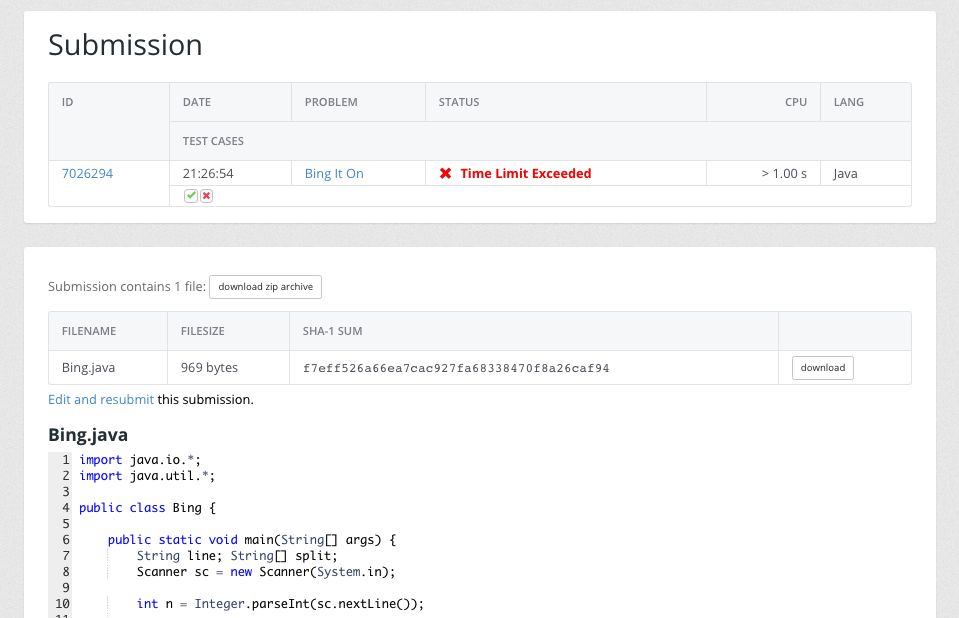 Submission
ID DATE PROBLEM STATUS CPU LANG
TEST CASES
7026294 21:26:54 Bing It On Time Limit Exceeded > 1.00 s Java
Submission contains 1 file: download zip archive
FILENAME FILESIZE SHA-1 SUM
Bing.java 969 bytes f7eff526a66ea7cac927fa68338470f8a26caf94 download
Edit and resubmit this submission.
Bing.java
1 import java.io.*;
2 import java.util.*;
3
4 public class Bing {
5
6 public static void main(String[] args) {
7 String line; String[] split;
8 Scanner sc = new Scanner(System.in);
9
10 int n = Integer.parseInt(sc.nextLine());